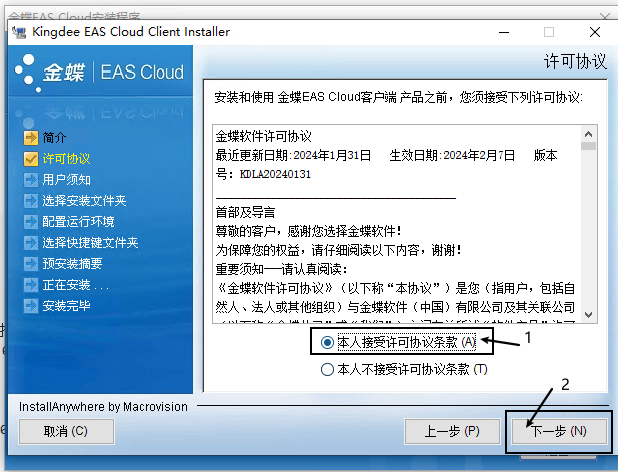 金蝶EAS Cloud安装程序
Kingdee EAS Cloud Client Installer
金蝶 EAS Cloud
许可协议
简介
许可协议
用户须知
选择安装文件夹
配置运行环境
选择快捷键文件夹
预安装摘要
正在安装...
安装完毕
安装和使用 金蝶EAS Cloud客户端 产品之前，您须接受下列许可协议:
金蝶软件许可协议
最近更新日期:2024年1月31日 生效日期:2024年2月7日 版本
号: KDLA20240131
首部及导言
尊敬的客户，感谢您选择金蝶软件！
为保障您的权益，请仔细阅读以下内容，谢谢！
重要须知——请认真阅读：
《金蝶软件许可协议》（以下称“本协议”）是您（指用户，包括自
然人、法人或其他组织）与金蝶软件（中国）有限公司及其关联公司
本人接受许可协议条款 (A)
1
本人不接受许可协议条款 (T)
2
InstallAnywhere by Macrovision
取消 (C)
上一步 (P)
下一步 (N)